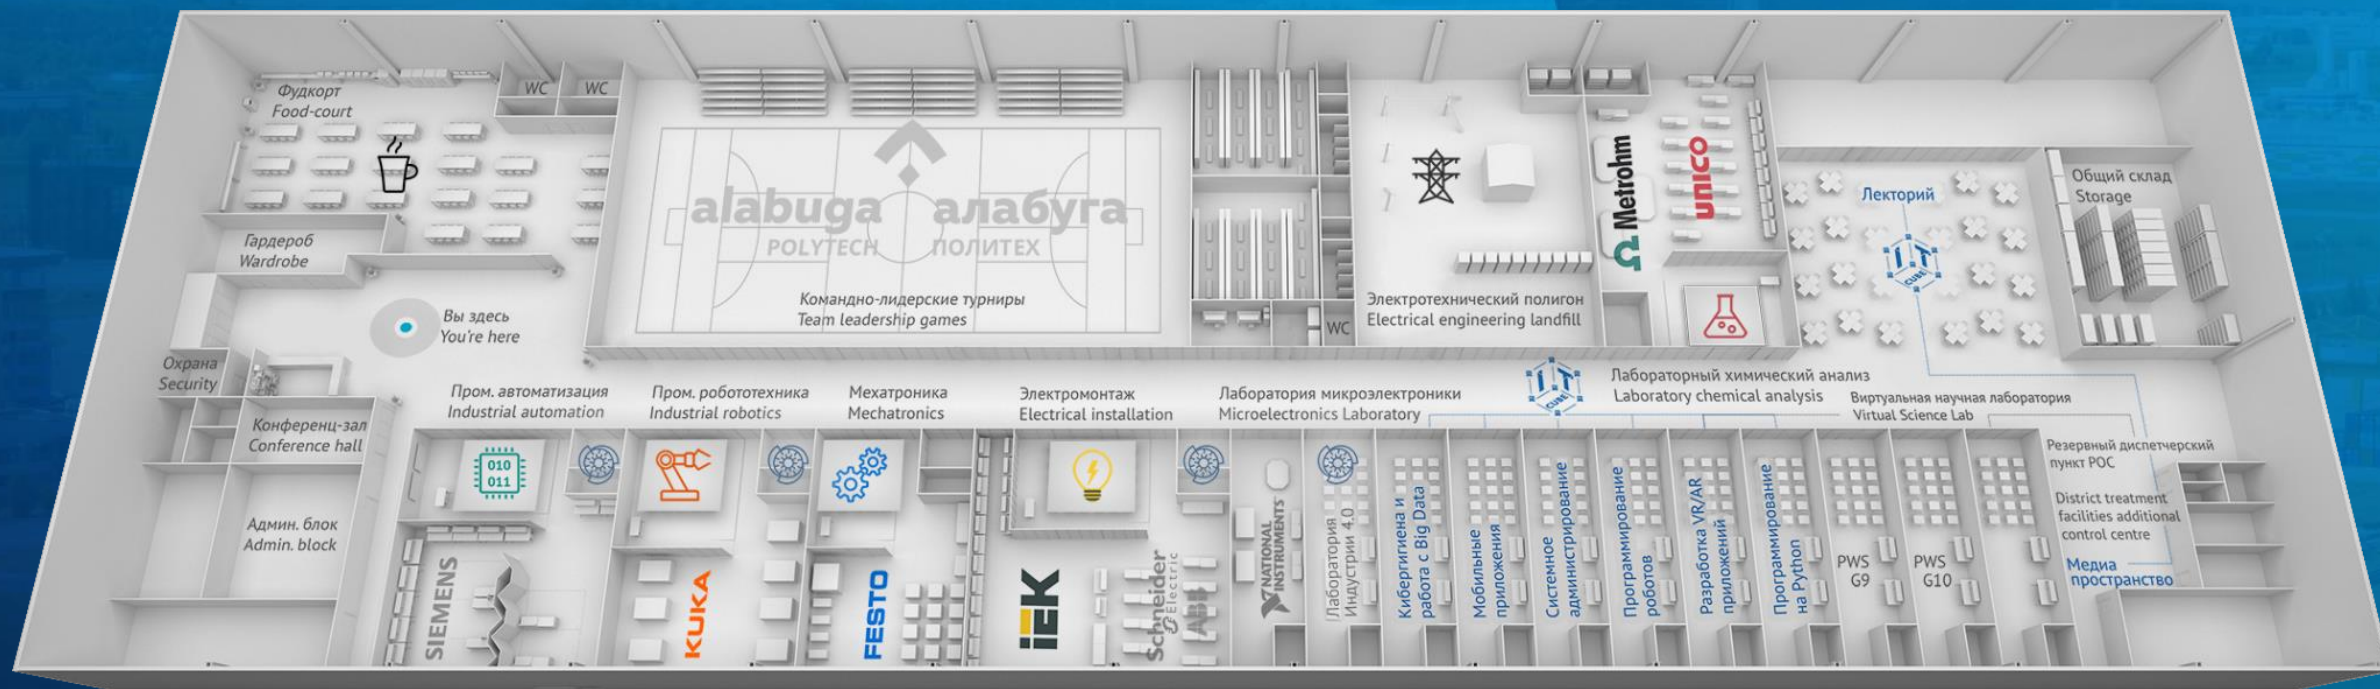 Фудкорт
Food-court
WC
WC
Гардероб
Wardrobe
Вы здесь
You're here
Охрана
Security
Конференц-зал
Conference hall
Админ. блок
Admin. block
alabuga
POLYTECH
алабуга
ПОЛИТЕХ
Командно-лидерские турниры
Team leadership games
WC
Электротехнический полигон
Electrical engineering landfill
Metrohm
UNICO
Лекторий
IT
CUBE
Общий склад
Storage
Пром. автоматизация
Industrial automation
Пром. робототехника
Industrial robotics
Мехатроника
Mechatronics
Электромонтаж
Electrical installation
Лаборатория микроэлектроники
Microelectronics Laboratory
IT
CUBE
Лабораторный химический анализ
Laboratory chemical analysis
Виртуальная научная лаборатория
Virtual Science Lab
Резервный диспетчерский
пункт РОС
District treatment
facilities additional
control centre
Медиа
пространство
010
011
SIEMENS
KUKA
FESTO
iEK
Schneider
Electric
ABB
NATIONAL
INSTRUMENTS
Лаборатория
Индустрии 4.0
Кибергигиена и
работа с Big Data
Мобильные
приложения
Системное
администрирование
Программирование
роботов
Разработка VR/AR
приложений
Программирование
на Python
PWS
G9
PWS
G10